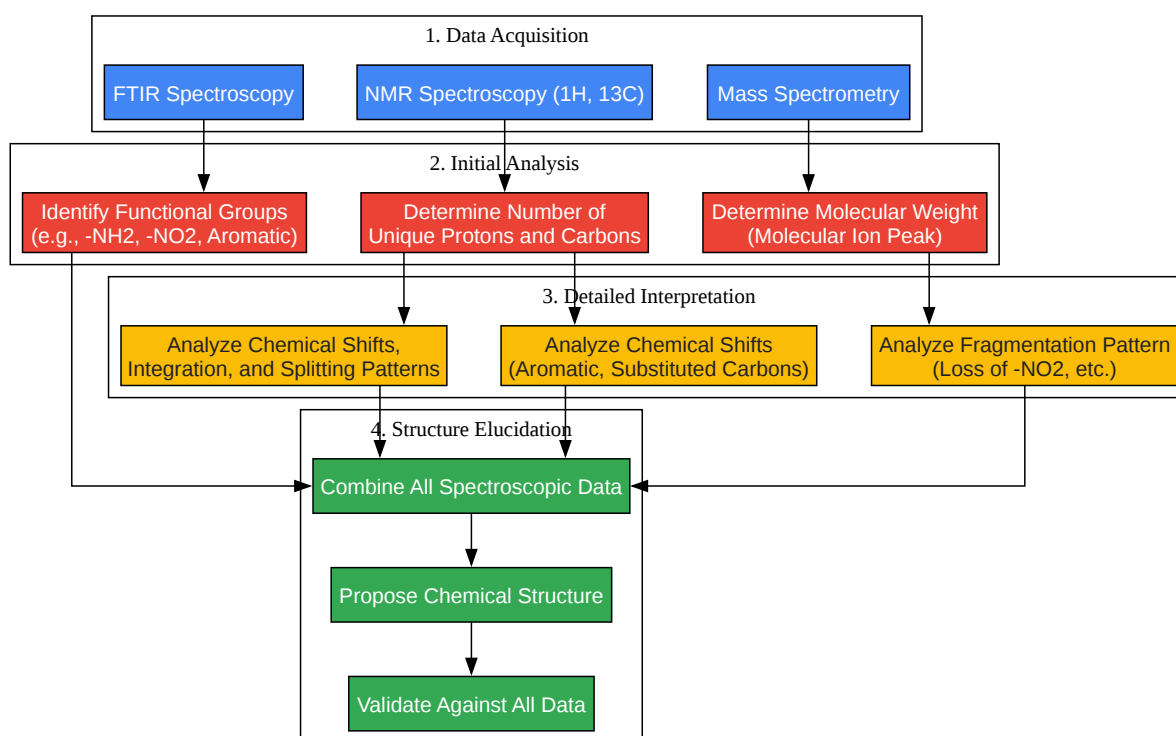 1. Data Acquisition
FTIR Spectroscopy
NMR Spectroscopy (1H, 13C)
Mass Spectrometry
2. Initial Analysis
Identify Functional Groups
(e.g., -NH2, -NO2, Aromatic)
Determine Number of
Unique Protons and Carbons
Determine Molecular Weight
(Molecular Ion Peak)
3. Detailed Interpretation
Analyze Chemical Shifts,
Integration, and Splitting Patterns
Analyze Chemical Shifts
(Aromatic, Substituted Carbons)
Analyze Fragmentation Pattern
(Loss of -NO2, etc.)
4. Structure Elucidation
Combine All Spectroscopic Data
Propose Chemical Structure
Validate Against All Data